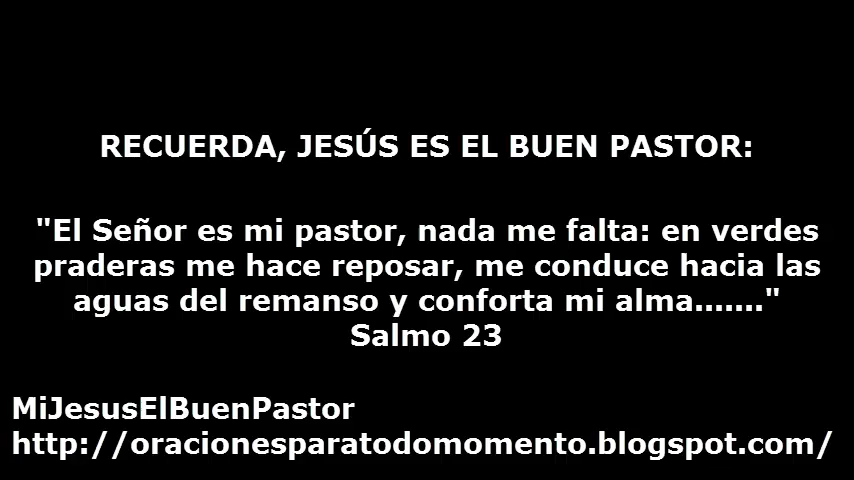 RECUERDA, JESÚS ES EL BUEN PASTOR:
"El Señor es mi pastor, nada me falta: en verdes
praderas me hace reposar, me conduce hacia las
aguas del remanso y conforta mi alma......."
Salmo 23
MiJesusElBuenPastor
http://oracionesparatodomomento.blogspot.com/